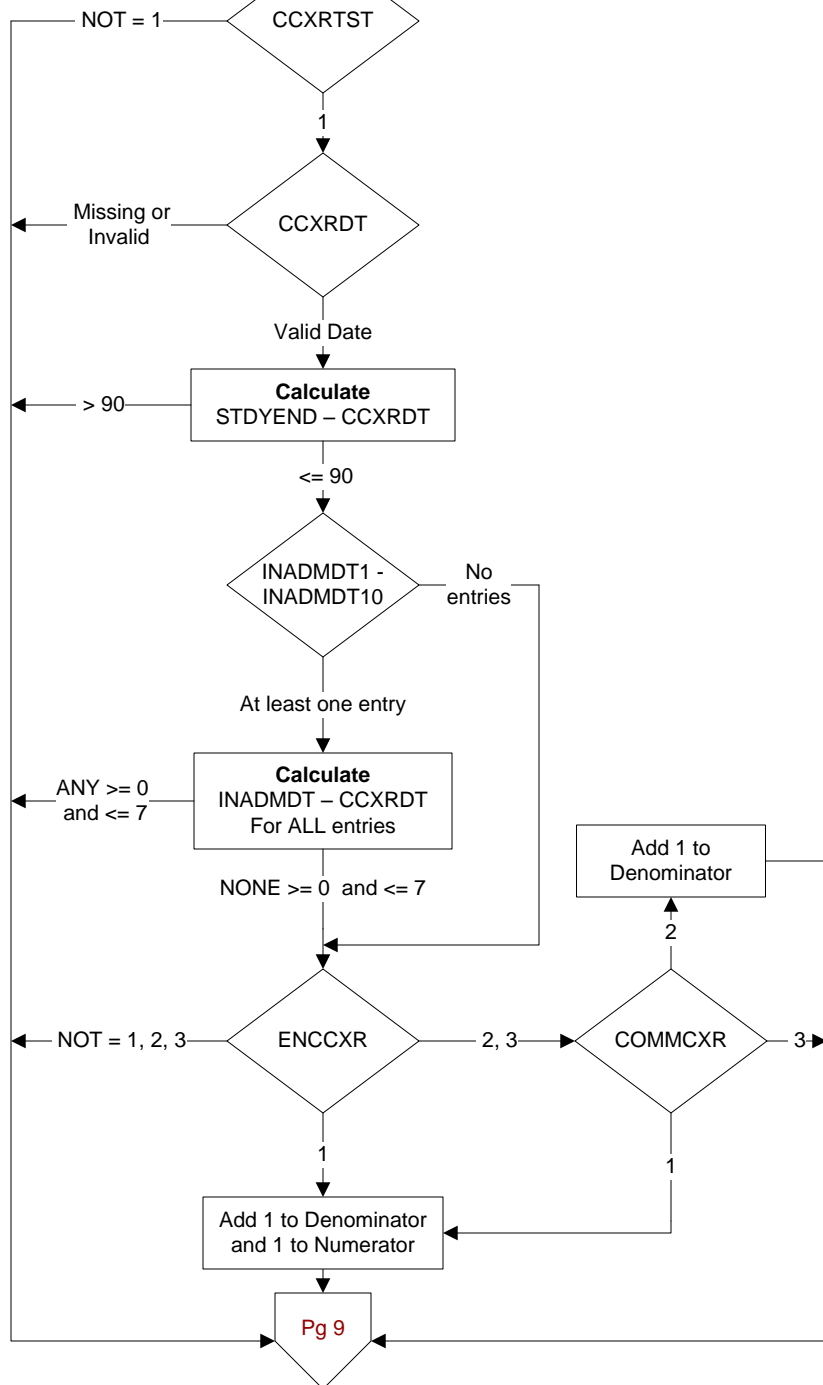 NOT = 1
CCXRTST
1
Missing or
Invalid
CCXRDT
Valid Date
> 90
Calculate
STDYEND – CCXRDT
<= 90
INADMDT1 -
INADMDT10
No
entries
At least one entry
ANY >= 0
and <= 7
Calculate
INADMDT – CCXRDT
For ALL entries
Add 1 to
Denominator
NONE >= 0 and <= 7
2
NOT = 1, 2, 3
ENCCXR
2, 3
COMMCXR
3
1
1
Add 1 to Denominator
and 1 to Numerator
Pg 9